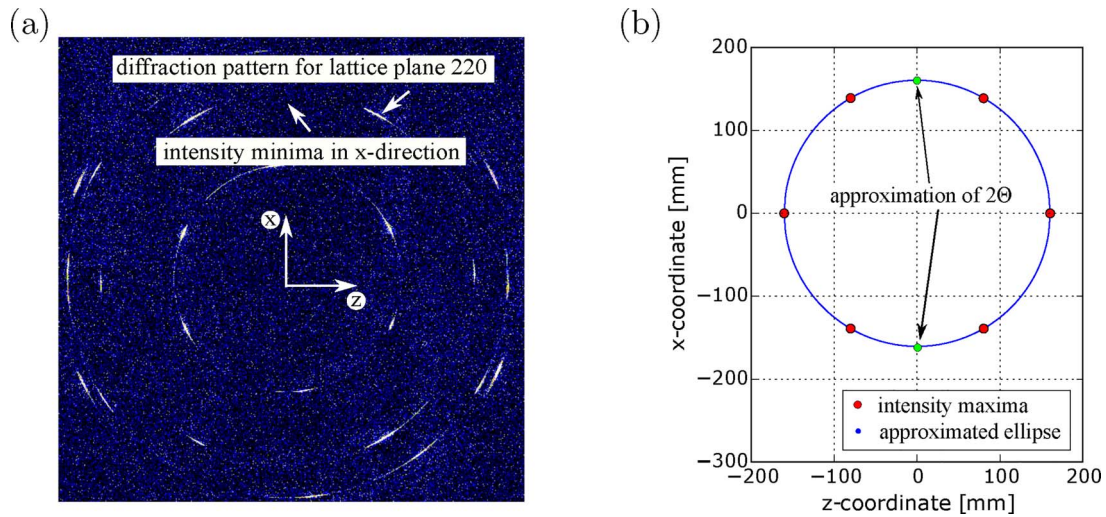 (a)
diffraction pattern for lattice plane 220
intensity minima in x-direction
x
z
(b)
200
100
0
−100
−200
−300
−200
−100
0
100
200
x-coordinate [mm]
z-coordinate [mm]
approximation of 2Θ
intensity maxima
approximated ellipse